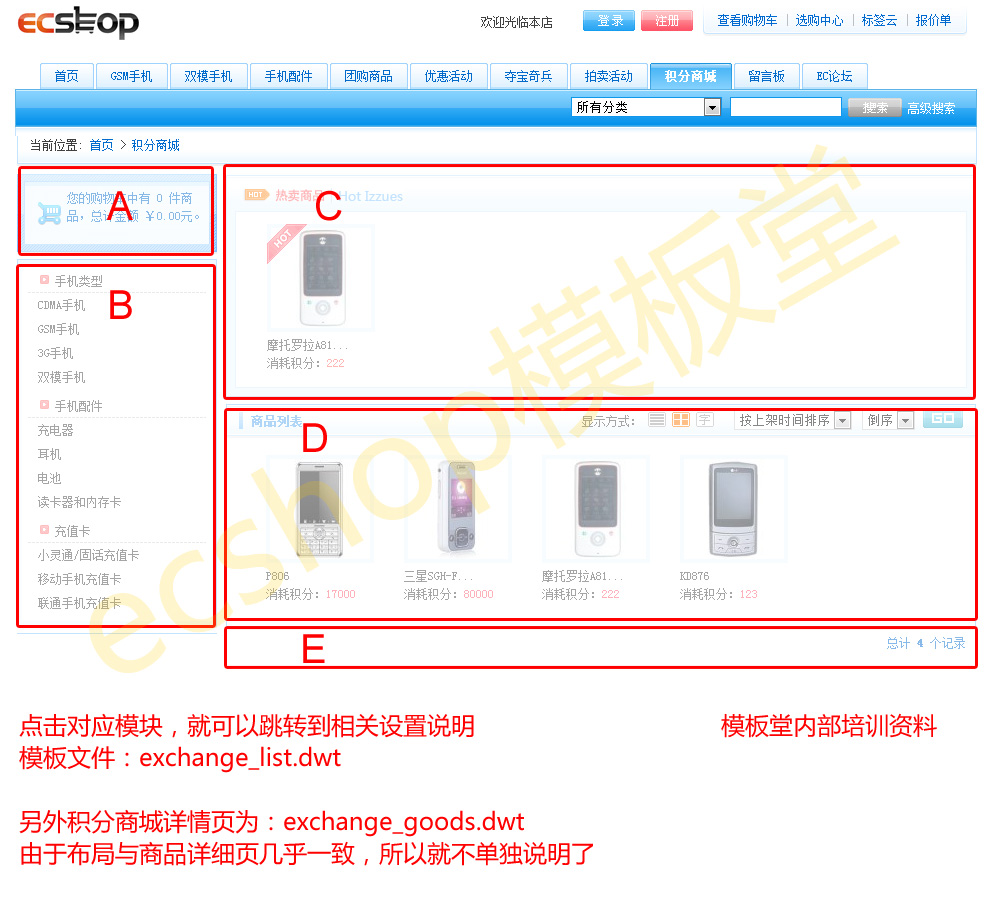 ecshop
欢迎光临本店
登录
注册
查看购物车 | 选购中心 | 标签云 | 报价单
首页 GSM手机 双模手机 手机配件 团购商品 优惠活动 夺宝奇兵 拍卖活动 积分商城 留言板 EC论坛
所有分类 搜索 高级搜索
当前位置: 首页 > 积分商城
A
您的购物车中有 0 件商
品，总计金额 ￥0.00元。
B
手机类型
CDMA手机
GSM手机
3G手机
双模手机
手机配件
充电器
耳机
电池
读卡器和内存卡
充值卡
小灵通/固话充值卡
移动手机充值卡
联通手机充值卡
C
HOT 热卖商品 Hot Izzues
HOT
摩托罗拉A81...
消耗积分：222
D
商品列表
显示方式： 字 按上架时间排序 倒序 GO
P806
消耗积分：17000
三星SGH-F...
消耗积分：80000
摩托罗拉A81...
消耗积分：222
KD876
消耗积分：123
E
总计 4 个记录
ecshop模板堂
点击对应模块，就可以跳转到相关设置说明
模板堂内部培训资料
模板文件：exchange_list.dwt
另外积分商城详情页为：exchange_goods.dwt
由于布局与商品详细页几乎一致，所以就不单独说明了